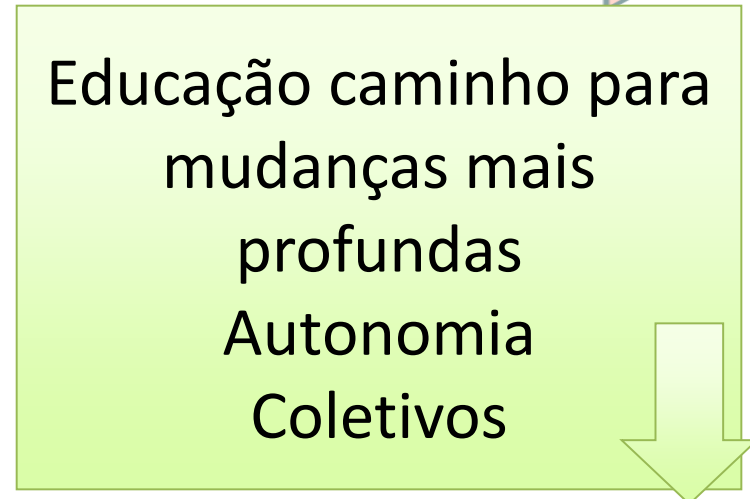 Educação caminho para
mudanças mais
profundas
Autonomia
Coletivos